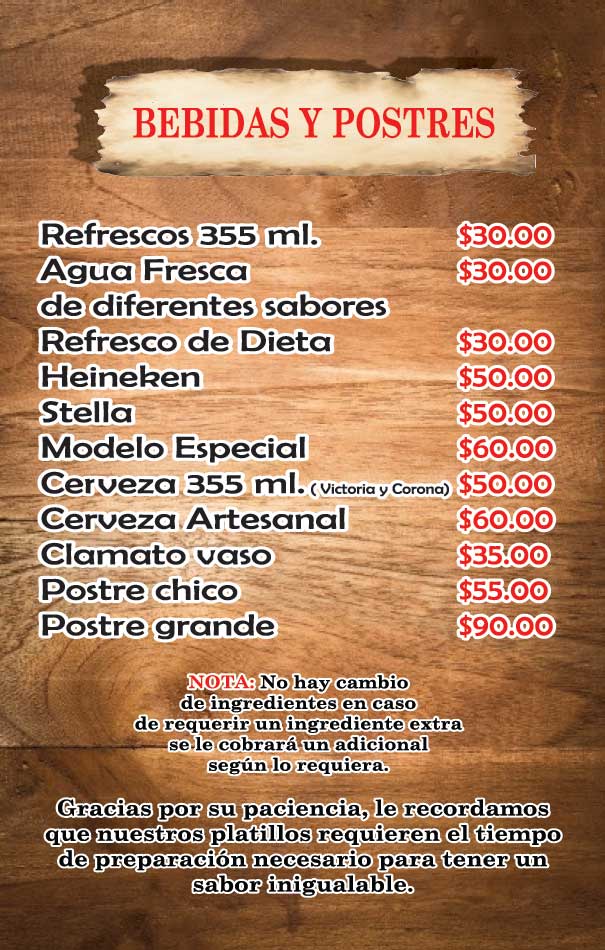 BEBIDAS Y POSTRES
Refrescos 355 ml. $30.00
Agua Fresca $30.00
de diferentes sabores
Refresco de Dieta $30.00
Heineken $50.00
Stella $50.00
Modelo Especial $60.00
Cerveza 355 ml. ( Victoria y Corona) $50.00
Cerveza Artesanal $60.00
Clamato vaso $35.00
Postre chico $55.00
Postre grande $90.00
NOTA: No hay cambio
de ingredientes en caso
de requerir un ingrediente extra
se le cobrará un adicional
según lo requiera.
Gracias por su paciencia, le recordamos
que nuestros platillos requieren el tiempo
de preparación necesario para tener un
sabor inigualable.